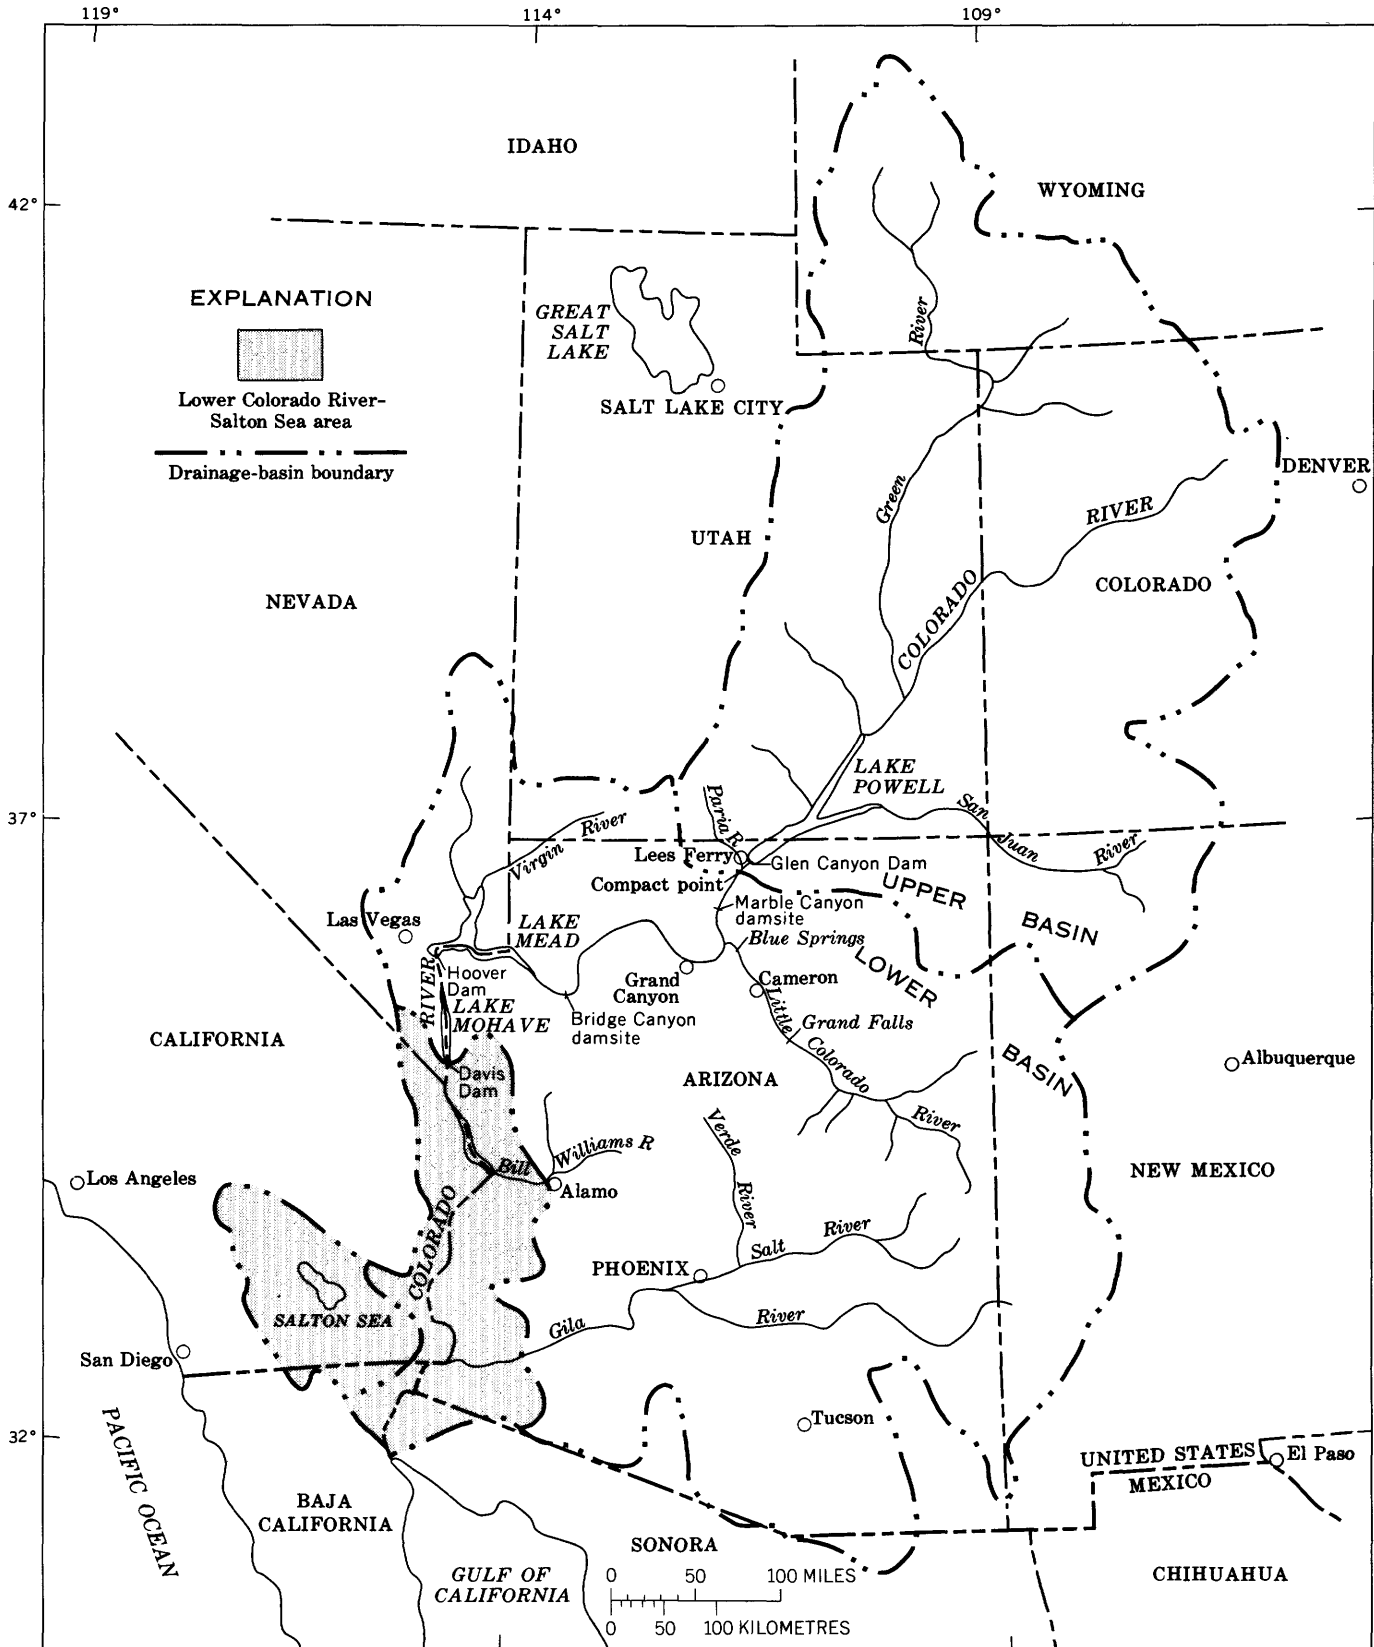 119°
114°
109°
IDAHO
WYOMING
42°
EXPLANATION
Lower Colorado River-
Salton Sea area
Drainage-basin boundary
GREAT
SALT
LAKE
SALT LAKE CITY
River
DENVER
Green
RIVER
UTAH
COLORADO
NEVADA
COLORADO
LAKE
POWELL
37°
Paria R
San
Juan
River
Virgin
River
Lees Ferry
Glen Canyon Dam
Compact point
UPPER
BASIN
Marble Canyon
damsite
Las Vegas
LAKE
MEAD
Blue Springs
LOWER
BASIN
Grand
Canyon
Cameron
RIVER
Hoover
Dam
LAKE
MOHAVE
Bridge Canyon
damsite
Little
Colorado
River
Grand Falls
CALIFORNIA
Albuquerque
ARIZONA
Davis
Dam
Verde
River
Bill
Williams R
NEW MEXICO
Los Angeles
Alamo
COLORADO
Salt
River
PHOENIX
SALTON SEA
Gila
River
San Diego
32°
Tucson
PACIFIC OCEAN
UNITED STATES
MEXICO
El Paso
BAJA
CALIFORNIA
SONORA
GULF OF
CALIFORNIA
CHIHUAHUA
0 50 100 MILES
0 50 100 KILOMETRES